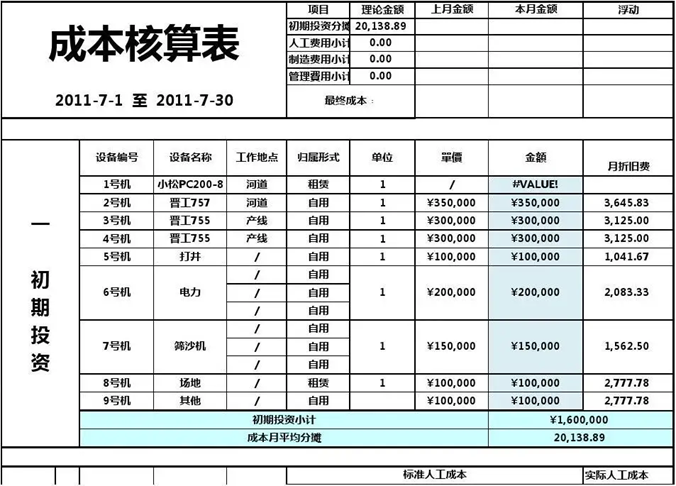 成本核算表
2011-7-1 至 2011-7-30
项目 理论金额 上月金额 本月金额 浮动
初期投资分摊 20,138.89
人工费用小计 0.00
制造费用小计 0.00
管理費用小计 0.00
最终成本：
一 初期投资
设备编号 设备名称 工作地点 归属形式 单位 單價 金額 月折旧费
1号机 小松PC200-8 河道 租赁 1 / #VALUE!
2号机 晋工757 河道 自用 1 ¥350,000 ¥350,000 3,645.83
3号机 晋工755 产线 自用 1 ¥300,000 ¥300,000 3,125.00
4号机 晋工755 产线 自用 1 ¥300,000 ¥300,000 3,125.00
5号机 打井 / 自用 1 ¥100,000 ¥100,000 1,041.67
/ 自用
6号机 电力 / 自用 1 ¥200,000 ¥200,000 2,083.33
/ 自用
/ 自用
7号机 筛沙机 / 自用 1 ¥150,000 ¥150,000 1,562.50
/ 自用
8号机 场地 / 租赁 1 ¥100,000 ¥100,000 2,777.78
9号机 其他 / 自用 ¥100,000 ¥100,000 2,777.78
初期投资小计 ¥1,600,000
成本月平均分摊 20,138.89
标准人工成本 实际人工成本